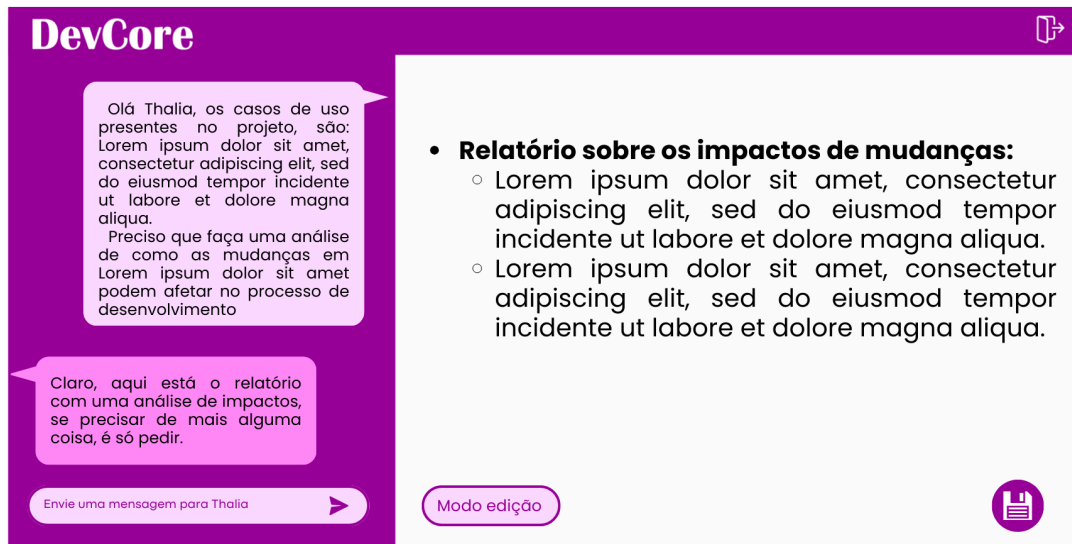 DevCore
Olá Thalia, os casos de uso
presentes no projeto, são:
Lorem ipsum dolor sit amet,
consectetur adipiscing elit, sed
do eiusmod tempor incidente
ut labore et dolore magna
aliqua.
Preciso que faça uma análise
de como as mudanças em
Lorem ipsum dolor sit amet
podem afetar no processo de
desenvolvimento
Claro, aqui está o relatório
com uma análise de impactos,
se precisar de mais alguma
coisa, é só pedir.
Envie uma mensagem para Thalia
Relatório sobre os impactos de mudanças:
Lorem ipsum dolor sit amet, consectetur
adipiscing elit, sed do eiusmod tempor
incidente ut labore et dolore magna aliqua.
Lorem ipsum dolor sit amet, consectetur
adipiscing elit, sed do eiusmod tempor
incidente ut labore et dolore magna aliqua.
Modo edição